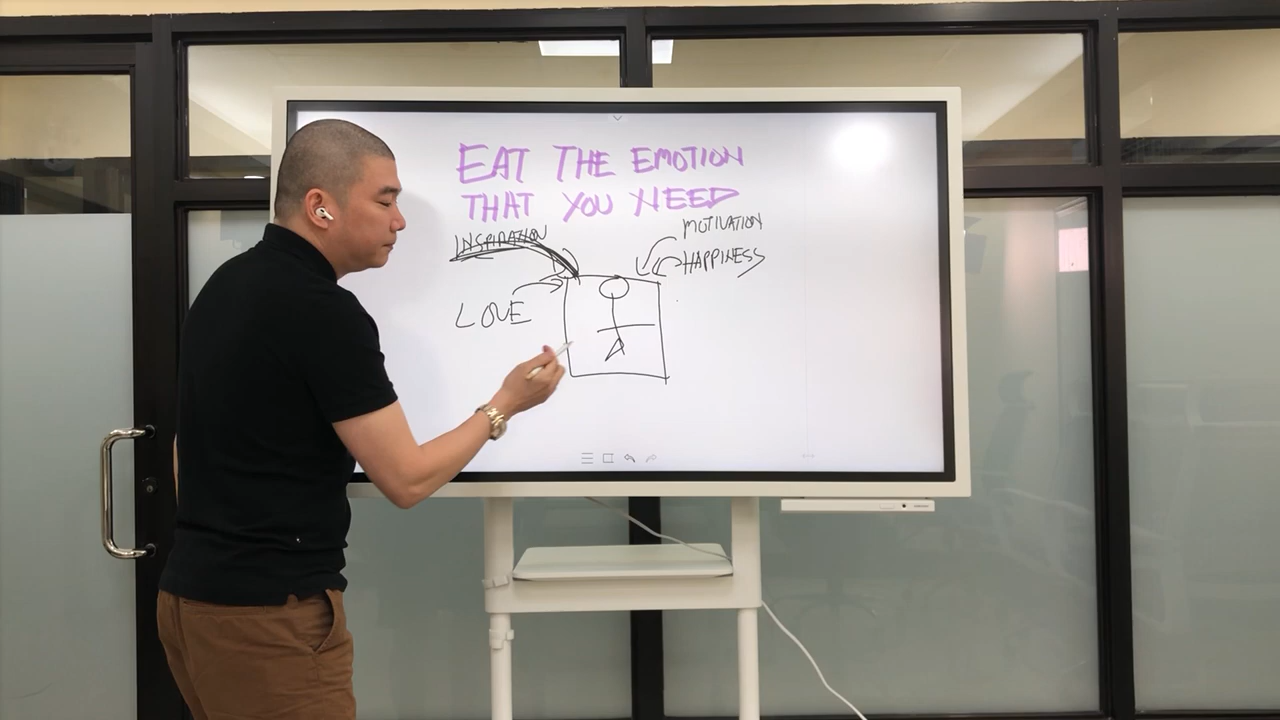 EAT THE EMOTION
THAT YOU NEED
INSPIRATION
MOTIVATION
HAPPINESS
LOVE